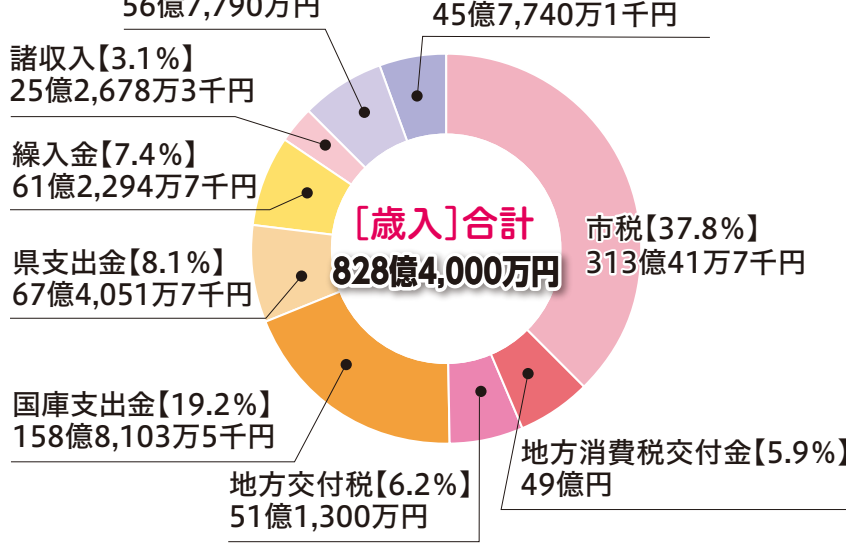 56億7,790万円
45億7,740万1千円
諸収入【3.1%】
25億2,678万3千円
繰入金【7.4%】
61億2,294万7千円
[歳入]合計
828億4,000万円
市税【37.8%】
313億41万7千円
県支出金【8.1%】
67億4,051万7千円
国庫支出金【19.2%】
158億8,103万5千円
地方消費税交付金【5.9%】
49億円
地方交付税【6.2%】
51億1,300万円